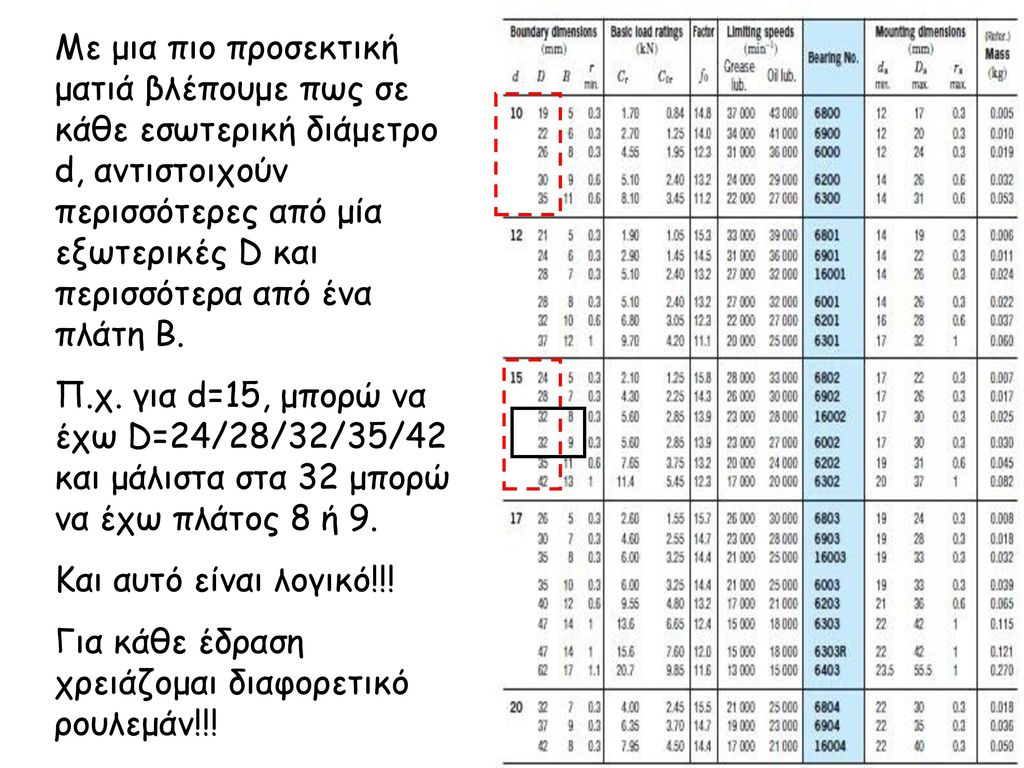 Με μια πιο προσεκτική
ματιά βλέπουμε πως σε
κάθε εσωτερική διάμετρο
d, αντιστοιχούν
περισσότερες από μία
εξωτερικές D και
περισσότερα από ένα
πλάτη Β.
Π.χ. για d=15, μπορώ να
έχω D=24/28/32/35/42
και μάλιστα στα 32 μπορώ
να έχω πλάτος 8 ή 9.
Και αυτό είναι λογικό!!!
Για κάθε έδραση
χρειάζομαι διαφορετικό
ρουλεμάν!!!
Boundary dimensions Basic load ratings Factor Limiting speeds Bearing No. Mounting dimensions (Refer.)
(mm) (kN) (min⁻¹) (mm) Mass
d D B r min. Cr C0r f0 Grease lub. Oil lub. da min. Da max. ra max. (kg)
10 19 5 0.3 1.70 0.84 14.8 37 000 43 000 6800 12 17 0.3 0.005
22 6 0.3 2.70 1.25 14.0 34 000 41 000 6900 12 20 0.3 0.010
26 8 0.3 4.55 1.95 12.3 31 000 36 000 6000 12 24 0.3 0.019
30 9 0.6 5.10 2.40 13.2 24 000 29 000 6200 14 26 0.6 0.032
35 11 0.6 8.10 3.45 11.2 22 000 27 000 6300 14 31 0.6 0.053
12 21 5 0.3 1.90 1.05 15.3 33 000 39 000 6801 14 19 0.3 0.006
24 6 0.3 2.90 1.45 14.5 31 000 36 000 6901 14 22 0.3 0.011
28 7 0.3 5.10 2.40 13.2 27 000 32 000 16001 14 26 0.3 0.024
28 8 0.3 5.10 2.40 13.2 27 000 32 000 6001 14 26 0.3 0.022
32 10 0.6 6.80 3.05 12.3 22 000 27 000 6201 16 28 0.6 0.037
37 12 1 9.70 4.20 11.1 20 000 25 000 6301 17 32 1 0.060
15 24 5 0.3 2.10 1.25 15.8 28 000 33 000 6802 17 22 0.3 0.007
28 7 0.3 4.30 2.25 14.3 26 000 30 000 6902 17 26 0.3 0.017
32 8 0.3 5.60 2.85 13.9 23 000 28 000 16002 17 30 0.3 0.025
32 9 0.3 5.60 2.85 13.9 23 000 27 000 6002 17 30 0.3 0.030
35 11 0.6 7.65 3.75 13.2 20 000 24 000 6202 19 31 0.6 0.045
42 13 1 11.4 5.45 12.3 17 000 20 000 6302 20 37 1 0.082
17 26 5 0.3 2.60 1.55 15.7 26 000 30 000 6803 19 24 0.3 0.008
30 7 0.3 4.60 2.55 14.7 23 000 28 000 6903 19 28 0.3 0.018
35 8 0.3 6.00 3.25 14.4 21 000 25 000 16003 19 33 0.3 0.032
35 10 0.3 6.00 3.25 14.4 21 000 25 000 6003 19 33 0.3 0.039
40 12 0.6 9.55 4.80 13.2 17 000 21 000 6203 21 36 0.6 0.065
47 14 1 13.6 6.65 12.4 15 000 18 000 6303 22 42 1 0.115
47 14 1 15.6 7.60 12.0 15 000 18 000 6303R 22 42 1 0.121
62 17 1.1 20.7 9.85 11.6 13 000 15 000 6403 23.5 55.5 1 0.270
20 32 7 0.3 4.00 2.45 15.5 21 000 25 000 6804 22 30 0.3 0.018
37 9 0.3 6.35 3.70 14.7 19 000 23 000 6904 22 35 0.3 0.036
42 8 0.3 7.95 4.50 14.4 17 000 21 000 16004 22 40 0.3 0.050